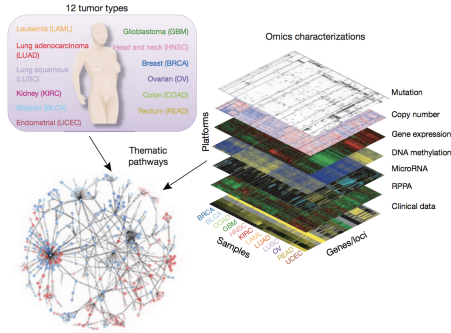 12 tumor types
Leukemia (LAML)
Lung adenocarcinoma
(LUAD)
Lung squamous
(LUSC)
Kidney (KIRC)
Bladder (BLCA)
Endometrial (UCEC)
Glioblastoma (GBM)
Head and neck (HNSC)
Breast (BRCA)
Ovarian (OV)
Colon (COAD)
Rectum (READ)
Thematic
pathways
Omics characterizations
Mutation
Copy number
Gene expression
DNA methylation
MicroRNA
RPPA
Clinical data
Platforms
BRCA
BLCA
COAD
GBM
HNSC
KIRC
LAML
LUAD
LUSC
OV
READ
UCEC
Samples
Genes/loci